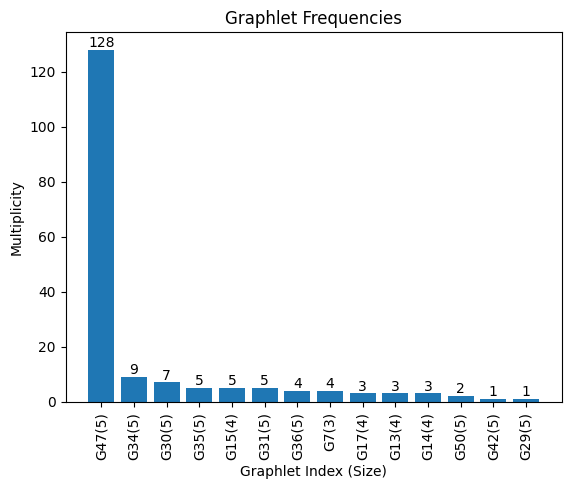 Graphlet Frequencies
Multiplicity
120
100
80
60
40
20
0
128
9
7
5
5
5
4
4
3
3
3
2
1
1
G47(5)
G34(5)
G30(5)
G35(5)
G15(4)
G31(5)
G36(5)
G7(3)
G17(4)
G13(4)
G14(4)
G50(5)
G42(5)
G29(5)
Graphlet Index (Size)